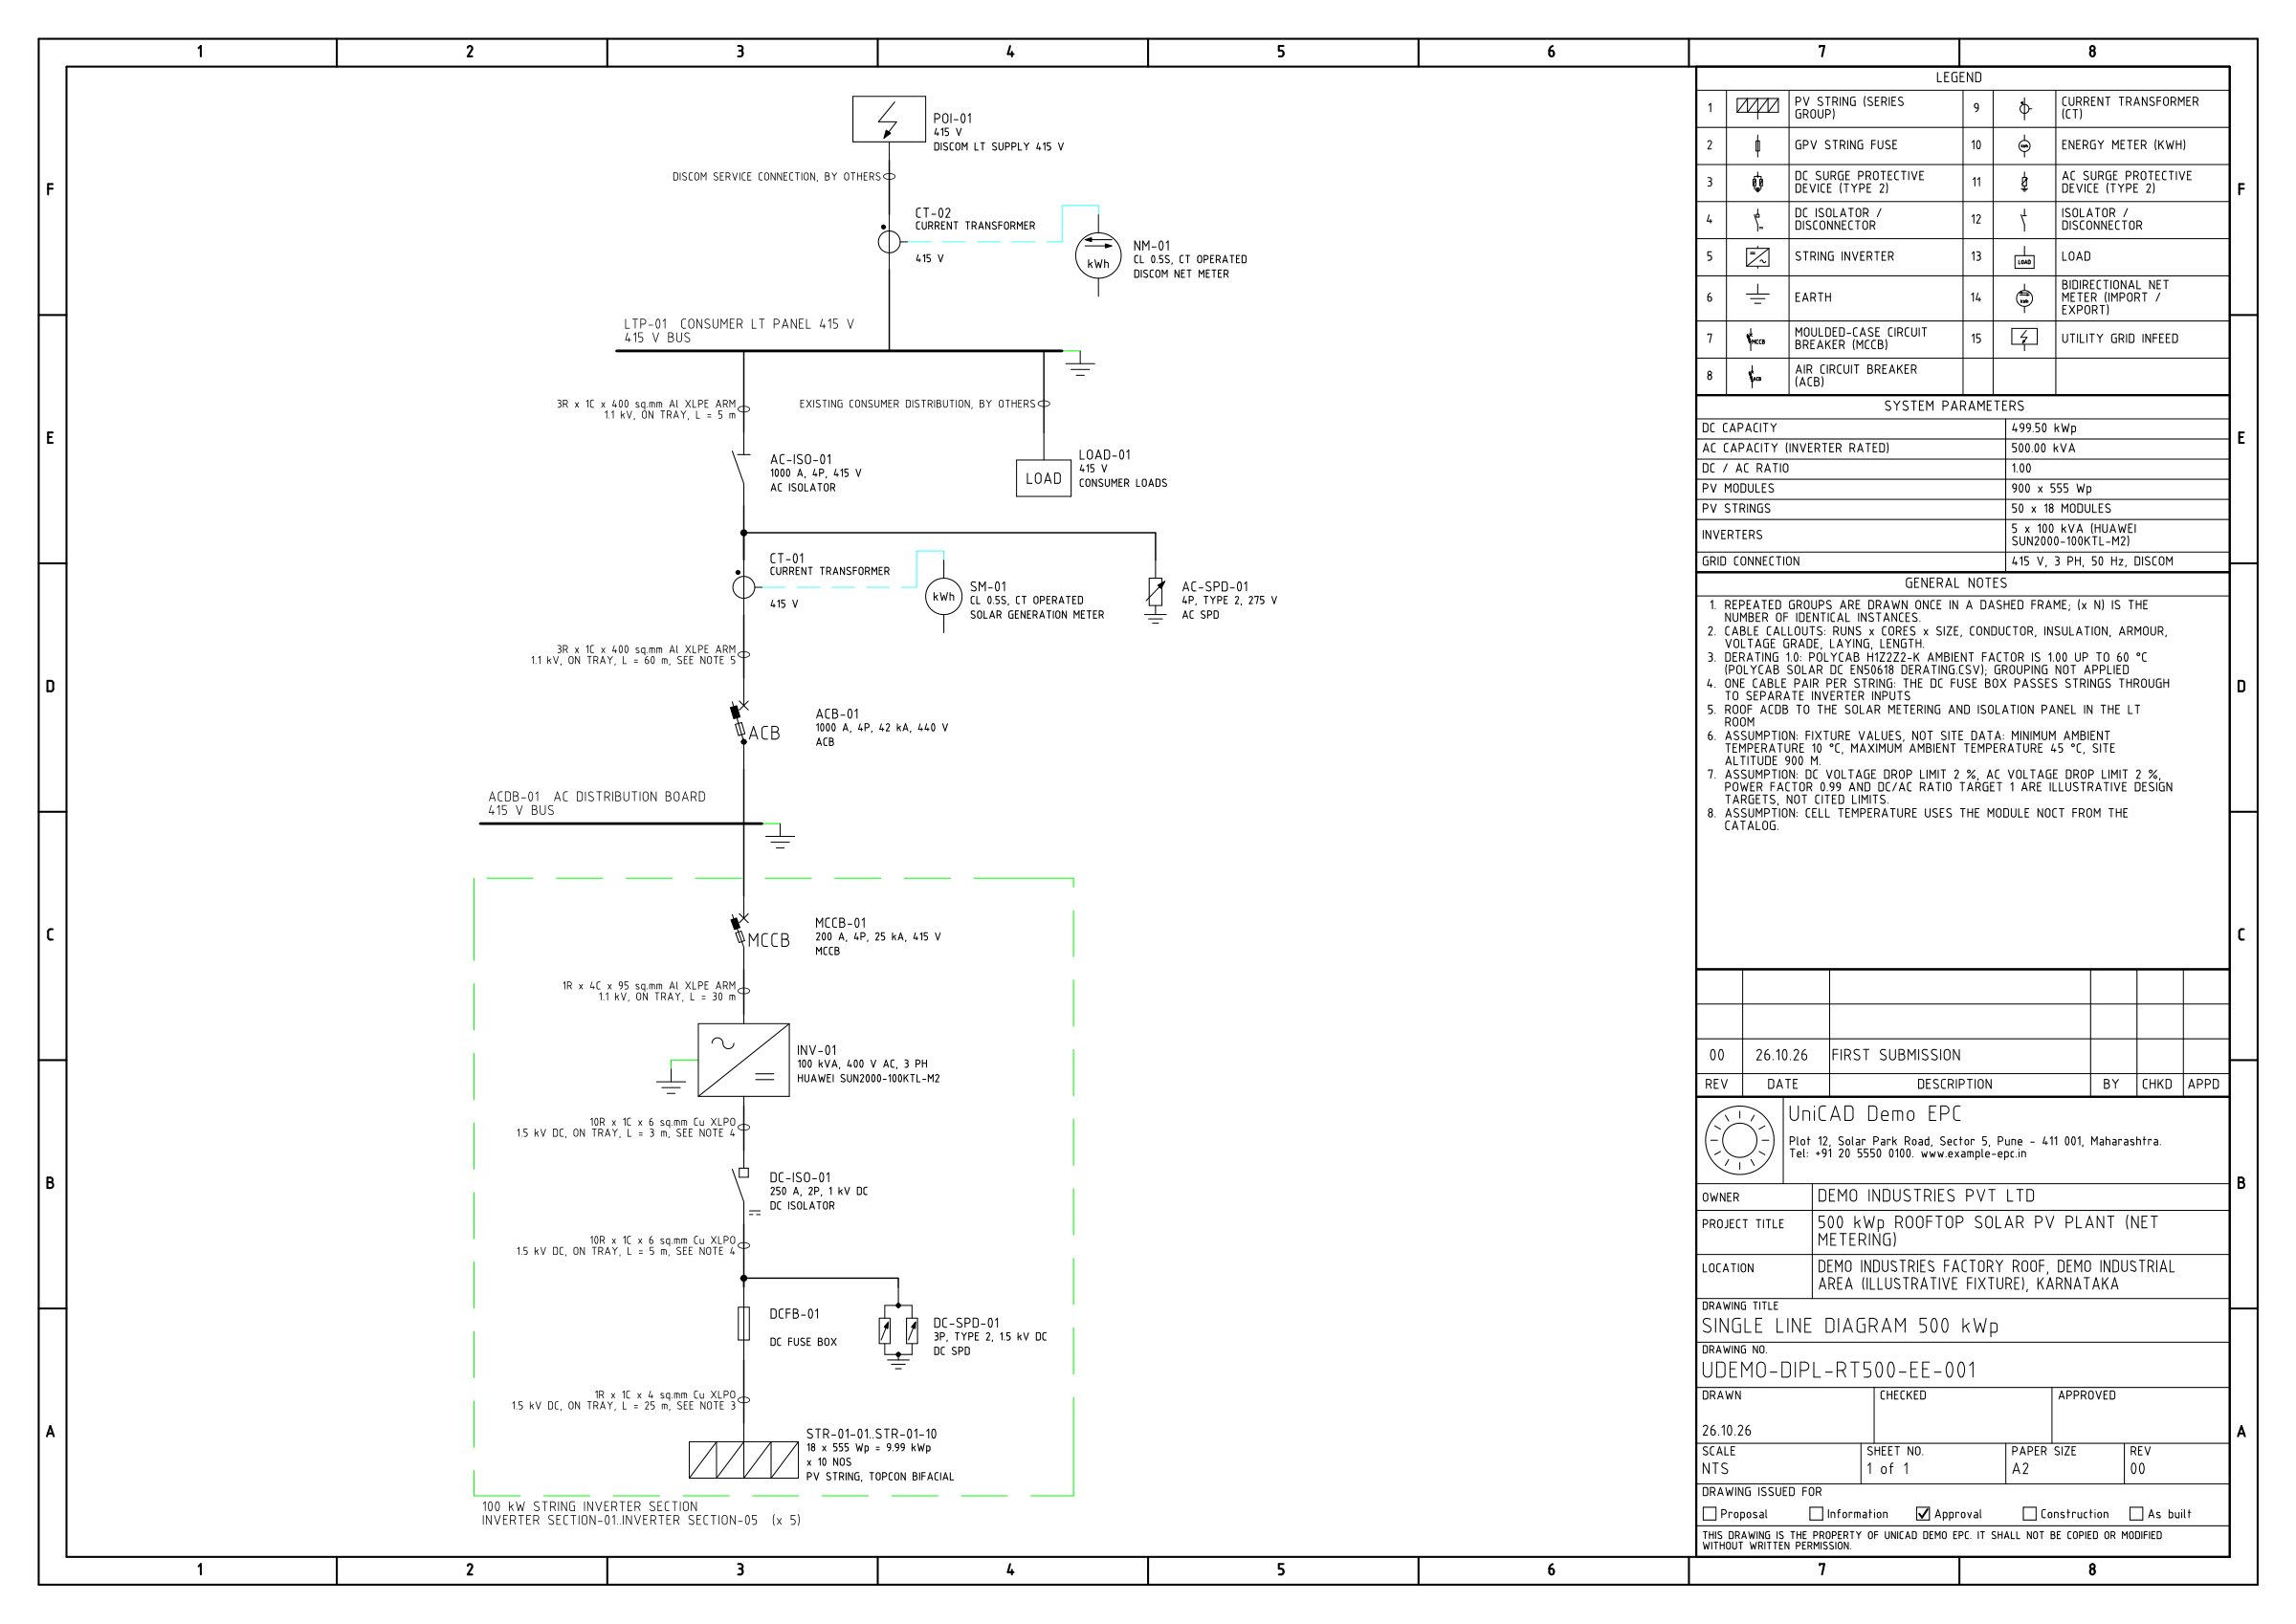 1 2 3 4 5 6 7 8
F
E
D
C
B
A
POI-01
415 V
DISCOM LT SUPPLY 415 V
DISCOM SERVICE CONNECTION, BY OTHERS
CT-02
CURRENT TRANSFORMER
415 V
kWh
NM-01
CL 0.5S, CT OPERATED
DISCOM NET METER
LTP-01 CONSUMER LT PANEL 415 V
415 V BUS
3R x 1C x 400 sq.mm Al XLPE ARM
1.1 kV, ON TRAY, L = 5 m
EXISTING CONSUMER DISTRIBUTION, BY OTHERS
AC-ISO-01
1000 A, 4P, 415 V
AC ISOLATOR
LOAD
LOAD-01
415 V
CONSUMER LOADS
CT-01
CURRENT TRANSFORMER
415 V
kWh
SM-01
CL 0.5S, CT OPERATED
SOLAR GENERATION METER
AC-SPD-01
4P, TYPE 2, 275 V
AC SPD
3R x 1C x 400 sq.mm Al XLPE ARM
1.1 kV, ON TRAY, L = 60 m, SEE NOTE 5
ACB
ACB-01
1000 A, 4P, 42 kA, 440 V
ACB
ACDB-01 AC DISTRIBUTION BOARD
415 V BUS
MCCB
MCCB-01
200 A, 4P, 25 kA, 415 V
MCCB
1R x 4C x 95 sq.mm Al XLPE ARM
1.1 kV, ON TRAY, L = 30 m
INV-01
100 kVA, 400 V AC, 3 PH
HUAWEI SUN2000-100KTL-M2
10R x 1C x 6 sq.mm Cu XLPO
1.5 kV DC, ON TRAY, L = 3 m, SEE NOTE 4
DC-ISO-01
250 A, 2P, 1 kV DC
DC ISOLATOR
10R x 1C x 6 sq.mm Cu XLPO
1.5 kV DC, ON TRAY, L = 5 m, SEE NOTE 4
DCFB-01
DC FUSE BOX
DC-SPD-01
3P, TYPE 2, 1.5 kV DC
DC SPD
1R x 1C x 4 sq.mm Cu XLPO
1.5 kV DC, ON TRAY, L = 25 m, SEE NOTE 3
STR-01-01..STR-01-10
18 x 555 Wp = 9.99 kWp
x 10 NOS
PV STRING, TOPCON BIFACIAL
100 kW STRING INVERTER SECTION
INVERTER SECTION-01..INVERTER SECTION-05 (x 5)
LEGEND
1 PV STRING (SERIES
GROUP)
9 CURRENT TRANSFORMER
(CT)
2 GPV STRING FUSE
10 kWh ENERGY METER (KWH)
3 DC SURGE PROTECTIVE
DEVICE (TYPE 2)
11 AC SURGE PROTECTIVE
DEVICE (TYPE 2)
4 DC ISOLATOR /
DISCONNECTOR
12 ISOLATOR /
DISCONNECTOR
5 STRING INVERTER
13 LOAD LOAD
6 EARTH
14 kWh BIDIRECTIONAL NET
METER (IMPORT /
EXPORT)
7 MCCB MOULDED-CASE CIRCUIT
BREAKER (MCCB)
15 UTILITY GRID INFEED
8 ACB AIR CIRCUIT BREAKER
(ACB)
SYSTEM PARAMETERS
DC CAPACITY 499.50 kWp
AC CAPACITY (INVERTER RATED) 500.00 kVA
DC / AC RATIO 1.00
PV MODULES 900 x 555 Wp
PV STRINGS 50 x 18 MODULES
INVERTERS 5 x 100 kVA (HUAWEI
SUN2000-100KTL-M2)
GRID CONNECTION 415 V, 3 PH, 50 Hz, DISCOM
GENERAL NOTES
1. REPEATED GROUPS ARE DRAWN ONCE IN A DASHED FRAME; (x N) IS THE
NUMBER OF IDENTICAL INSTANCES.
2. CABLE CALLOUTS: RUNS x CORES x SIZE, CONDUCTOR, INSULATION, ARMOUR,
VOLTAGE GRADE, LAYING, LENGTH.
3. DERATING 1.0: POLYCAB H1Z2Z2-K AMBIENT FACTOR IS 1.00 UP TO 60 °C
(POLYCAB SOLAR DC EN50618 DERATING.CSV); GROUPING NOT APPLIED
4. ONE CABLE PAIR PER STRING: THE DC FUSE BOX PASSES STRINGS THROUGH
TO SEPARATE INVERTER INPUTS
5. ROOF ACDB TO THE SOLAR METERING AND ISOLATION PANEL IN THE LT
ROOM
6. ASSUMPTION: FIXTURE VALUES, NOT SITE DATA: MINIMUM AMBIENT
TEMPERATURE 10 °C, MAXIMUM AMBIENT TEMPERATURE 45 °C, SITE
ALTITUDE 900 M.
7. ASSUMPTION: DC VOLTAGE DROP LIMIT 2 %, AC VOLTAGE DROP LIMIT 2 %,
POWER FACTOR 0.99 AND DC/AC RATIO TARGET 1 ARE ILLUSTRATIVE DESIGN
TARGETS, NOT CITED LIMITS.
8. ASSUMPTION: CELL TEMPERATURE USES THE MODULE NOCT FROM THE
CATALOG.
00 26.10.26 FIRST SUBMISSION
REV DATE DESCRIPTION BY CHKD APPD
UniCAD Demo EPC
Plot 12, Solar Park Road, Sector 5, Pune - 411 001, Maharashtra.
Tel: +91 20 5550 0100. www.example-epc.in
OWNER DEMO INDUSTRIES PVT LTD
PROJECT TITLE 500 kWp ROOFTOP SOLAR PV PLANT (NET
METERING)
LOCATION DEMO INDUSTRIES FACTORY ROOF, DEMO INDUSTRIAL
AREA (ILLUSTRATIVE FIXTURE), KARNATAKA
DRAWING TITLE
SINGLE LINE DIAGRAM 500 kWp
DRAWING NO.
UDEMO-DIPL-RT500-EE-001
DRAWN CHECKED APPROVED
26.10.26
SCALE SHEET NO. PAPER SIZE REV
NTS 1 of 1 A2 00
DRAWING ISSUED FOR
Proposal Information Approval Construction As built
THIS DRAWING IS THE PROPERTY OF UNICAD DEMO EPC. IT SHALL NOT BE COPIED OR MODIFIED
WITHOUT WRITTEN PERMISSION.
F
E
D
C
B
A
1 2 3 4 5 6 7 8